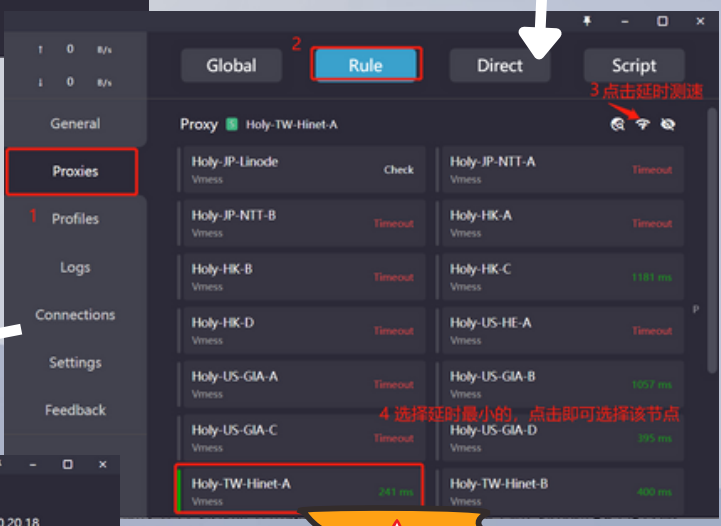 ↑ 0 B/s
↓ 0 B/s
2
Global Rule Direct Script
3 点击延时测速
General
Proxies
1
Profiles
Logs
Connections
Settings
Feedback
Proxy S Holy-TW-Hinet-A
Holy-JP-Linode
Vmess
Check
Holy-JP-NTT-A
Vmess
Timeout
Holy-JP-NTT-B
Vmess
Timeout
Holy-HK-A
Vmess
Timeout
Holy-HK-B
Vmess
Timeout
Holy-HK-C
Vmess
1181 ms
P
Holy-HK-D
Vmess
Timeout
Holy-US-HE-A
Vmess
Timeout
Holy-US-GIA-A
Vmess
Timeout
Holy-US-GIA-B
Vmess
1057 ms
4 选择延时最小的，点击即可选择该节点
Holy-US-GIA-C
Vmess
Timeout
Holy-US-GIA-D
Vmess
395 ms
Holy-TW-Hinet-A
Vmess
241 ms
Holy-TW-Hinet-B
Vmess
400 ms